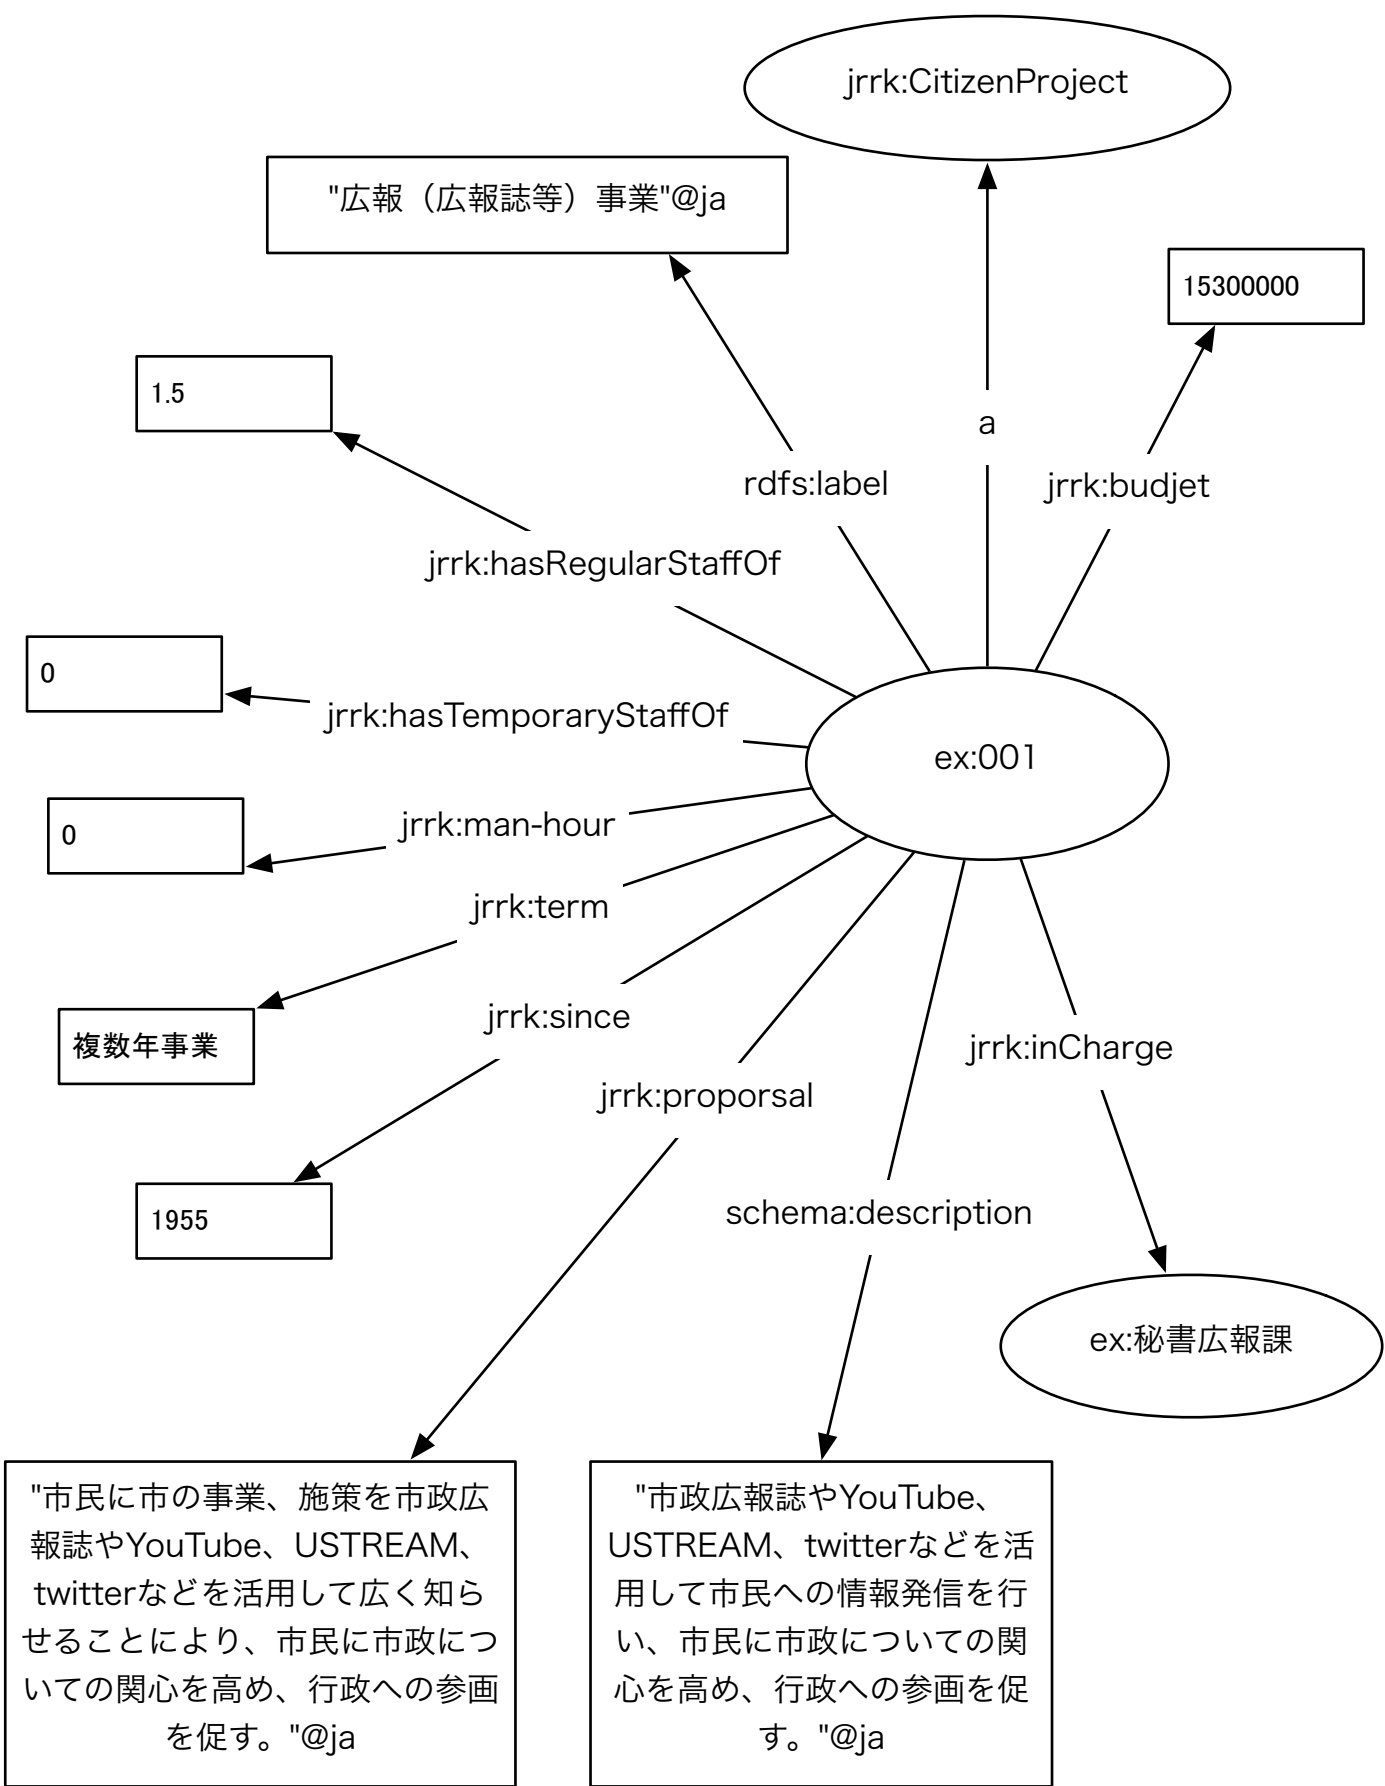 jrrk:CitizenProject
"広報（広報誌等）事業"@ja
15300000
1.5
a
rdfs:label
jrrk:budjet
jrrk:hasRegularStaffOf
0
jrrk:hasTemporaryStaffOf
ex:001
0
jrrk:man-hour
jrrk:term
jrrk:since
複数年事業
jrrk:inCharge
jrrk:proporsal
1955
schema:description
ex:秘書広報課
"市民に市の事業、施策を市政広
報誌やYouTube、USTREAM、
twitterなどを活用して広く知ら
せることにより、市民に市政につ
いての関心を高め、行政への参画
を促す。"@ja
"市政広報誌やYouTube、
USTREAM、twitterなどを活
用して市民への情報発信を行
い、市民に市政についての関
心を高め、行政への参画を促
す。"@ja